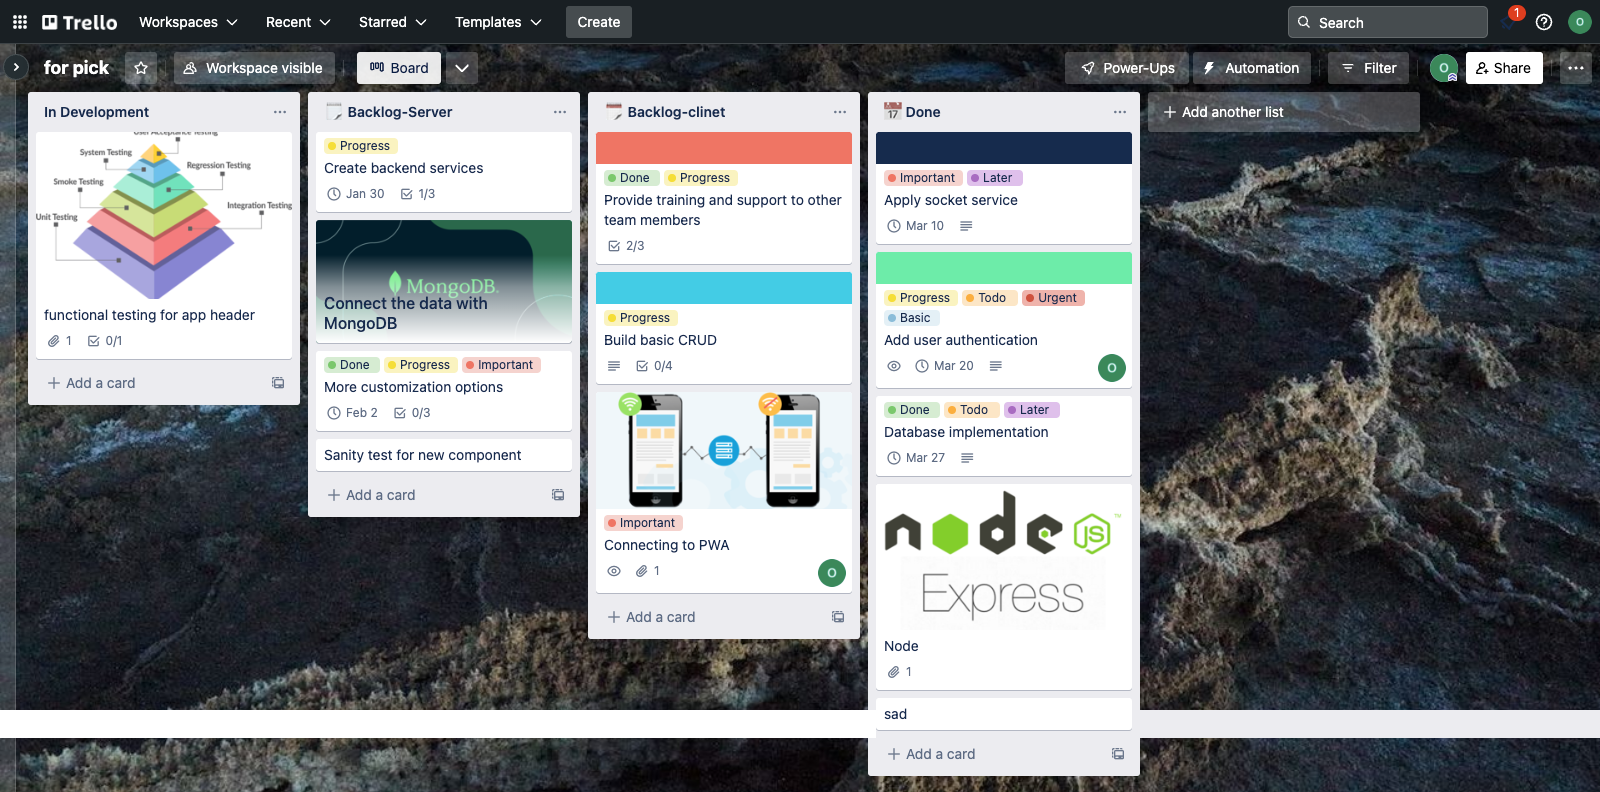 Trello
Workspaces
Recent
Starred
Templates
Create
Search
1
O
for pick
Workspace visible
Board
Power-Ups
Automation
Filter
O
Share
In Development
User Acceptance Testing
System Testing
Regression Testing
Smoke Testing
Integration Testing
Unit Testing
functional testing for app header
1
0/1
Add a card
Backlog-Server
Progress
Create backend services
Jan 30
1/3
MongoDB.
Connect the data with
MongoDB
Done
Progress
Important
More customization options
Feb 2
0/3
Sanity test for new component
Add a card
Backlog-clinet
Done
Progress
Provide training and support to other
team members
2/3
Progress
Build basic CRUD
0/4
Important
Connecting to PWA
1
O
Add a card
Done
Important
Later
Apply socket service
Mar 10
Progress
Todo
Urgent
Basic
Add user authentication
Mar 20
O
Done
Todo
Later
Database implementation
Mar 27
node JS ™
Express
Node
1
sad
Add a card
Add another list